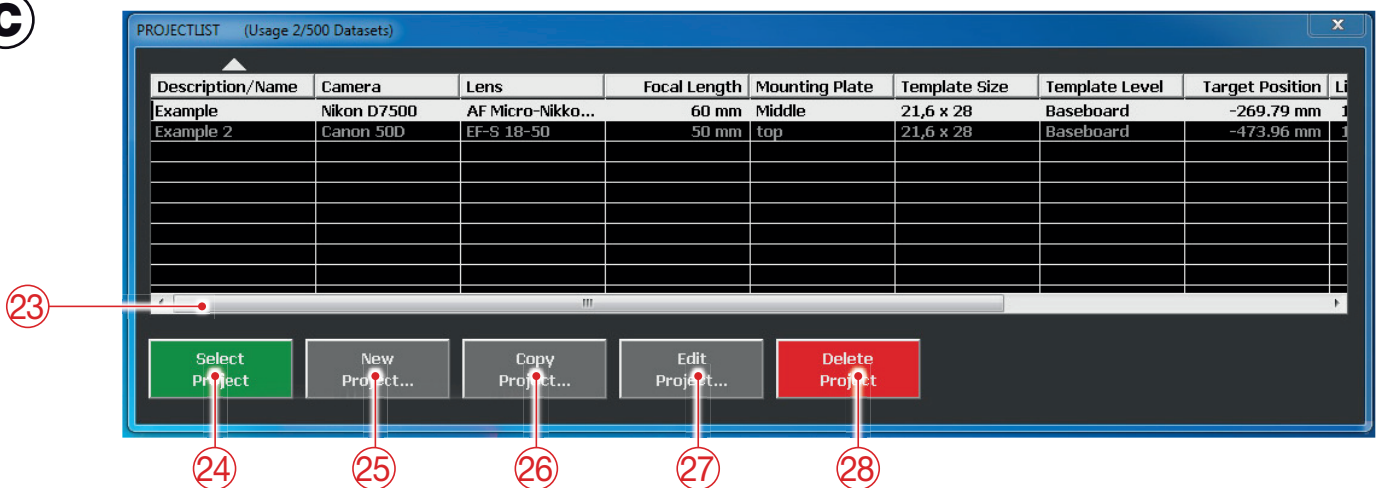 c
PROJECTLIST (Usage 2/500 Datasets) x
Description/Name Camera Lens Focal Length Mounting Plate Template Size Template Level Target Position Li
Example Nikon D7500 AF Micro-Nikko... 60 mm Middle 21,6 x 28 Baseboard -269.79 mm 1
Example 2 Canon 50D EF-S 18-50 50 mm top 21,6 x 28 Baseboard -473.96 mm 1
23
Select New Copy Edit Delete
Project Project... Project... Project... Project
24 25 26 27 28